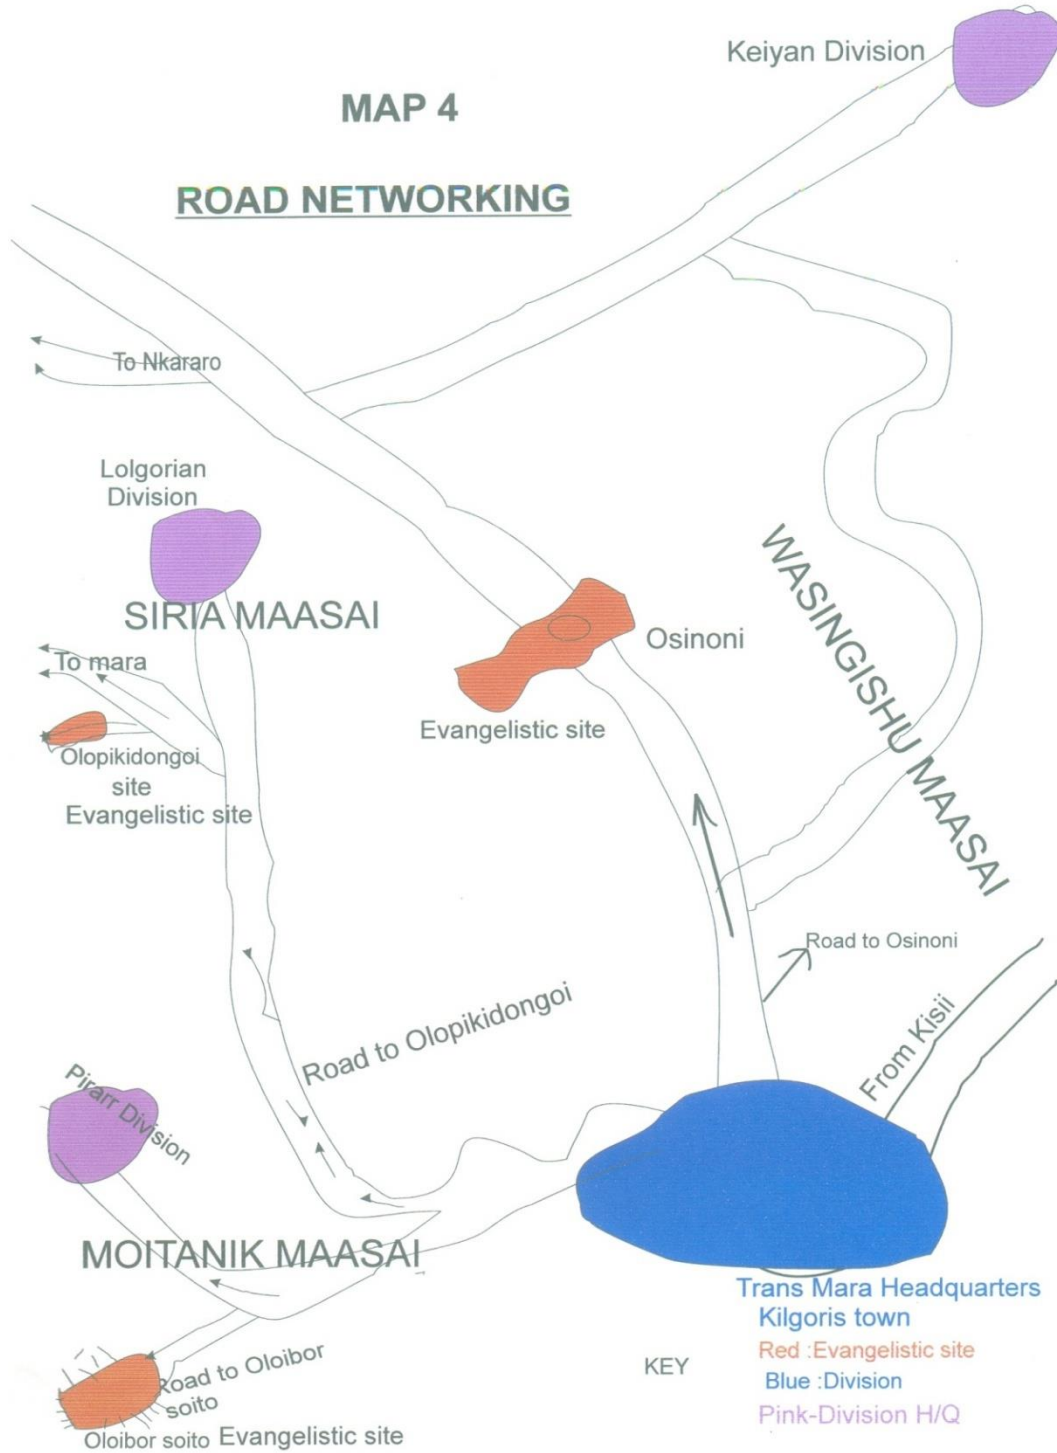 Keiyan Division
MAP 4
ROAD NETWORKING
To Nkararo
Lolgorian
Division
SIRIA MAASAI
WASINGISHU MAASAI
Osinoni
To mara
Evangelistic site
Olopikidongoi
site
Evangelistic site
Road to Osinoni
Road to Olopikidongoi
From Kisii
Pirarr Division
MOITANIK MAASAI
Trans Mara Headquarters
Kilgoris town
Red :Evangelistic site
KEY
Blue :Division
Pink-Division H/Q
Road to Oloibor
soito
Oloibor soito Evangelistic site